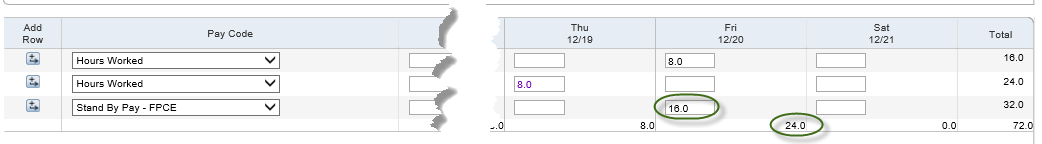 Add Row Pay Code Thu 12/19 Fri 12/20 Sat 12/21 Total
Hours Worked 8.0 16.0
Hours Worked 8.0 24.0
Stand By Pay - FPCE 16.0 32.0
.0 8.0 24.0 0.0 72.0